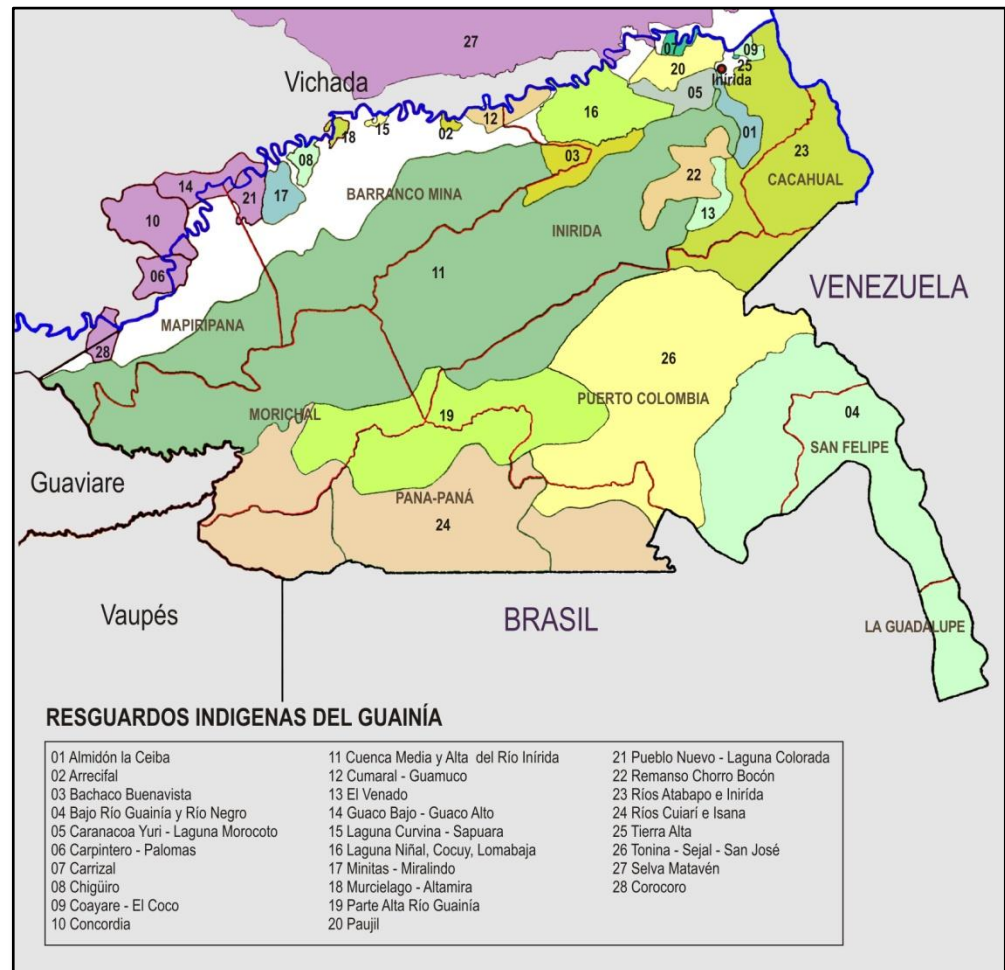 27
Vichada
07
09
20
25
Inirida
05
16
12
02
15
18
01
03
08
23
22
CACAHUAL
14
21
17
BARRANCO MINA
10
13
INIRIDA
06
11
VENEZUELA
MAPIRIPANA
28
26
PUERTO COLOMBIA
04
MORICHAL
19
SAN FELIPE
Guaviare
PANA-PANÁ
24
Vaupés
BRASIL
LA GUADALUPE
RESGUARDOS INDIGENAS DEL GUAINÍA
01 Almidón la Ceiba
02 Arrecifal
03 Bachaco Buenavista
04 Bajo Río Guainía y Río Negro
05 Caranacoa Yuri - Laguna Morocoto
06 Carpintero - Palomas
07 Carrizal
08 Chigüiro
09 Coayare - El Coco
10 Concordia
11 Cuenca Media y Alta del Río Inírida
12 Cumaral - Guamuco
13 El Venado
14 Guaco Bajo - Guaco Alto
15 Laguna Curvina - Sapuara
16 Laguna Niñal, Cocuy, Lomabaja
17 Minitas - Miralindo
18 Murcielago - Altamira
19 Parte Alta Río Guainía
20 Paujil
21 Pueblo Nuevo - Laguna Colorada
22 Remanso Chorro Bocón
23 Ríos Atabapo e Inirída
24 Ríos Cuiarí e Isana
25 Tierra Alta
26 Tonina - Sejal - San José
27 Selva Matavén
28 Corocoro